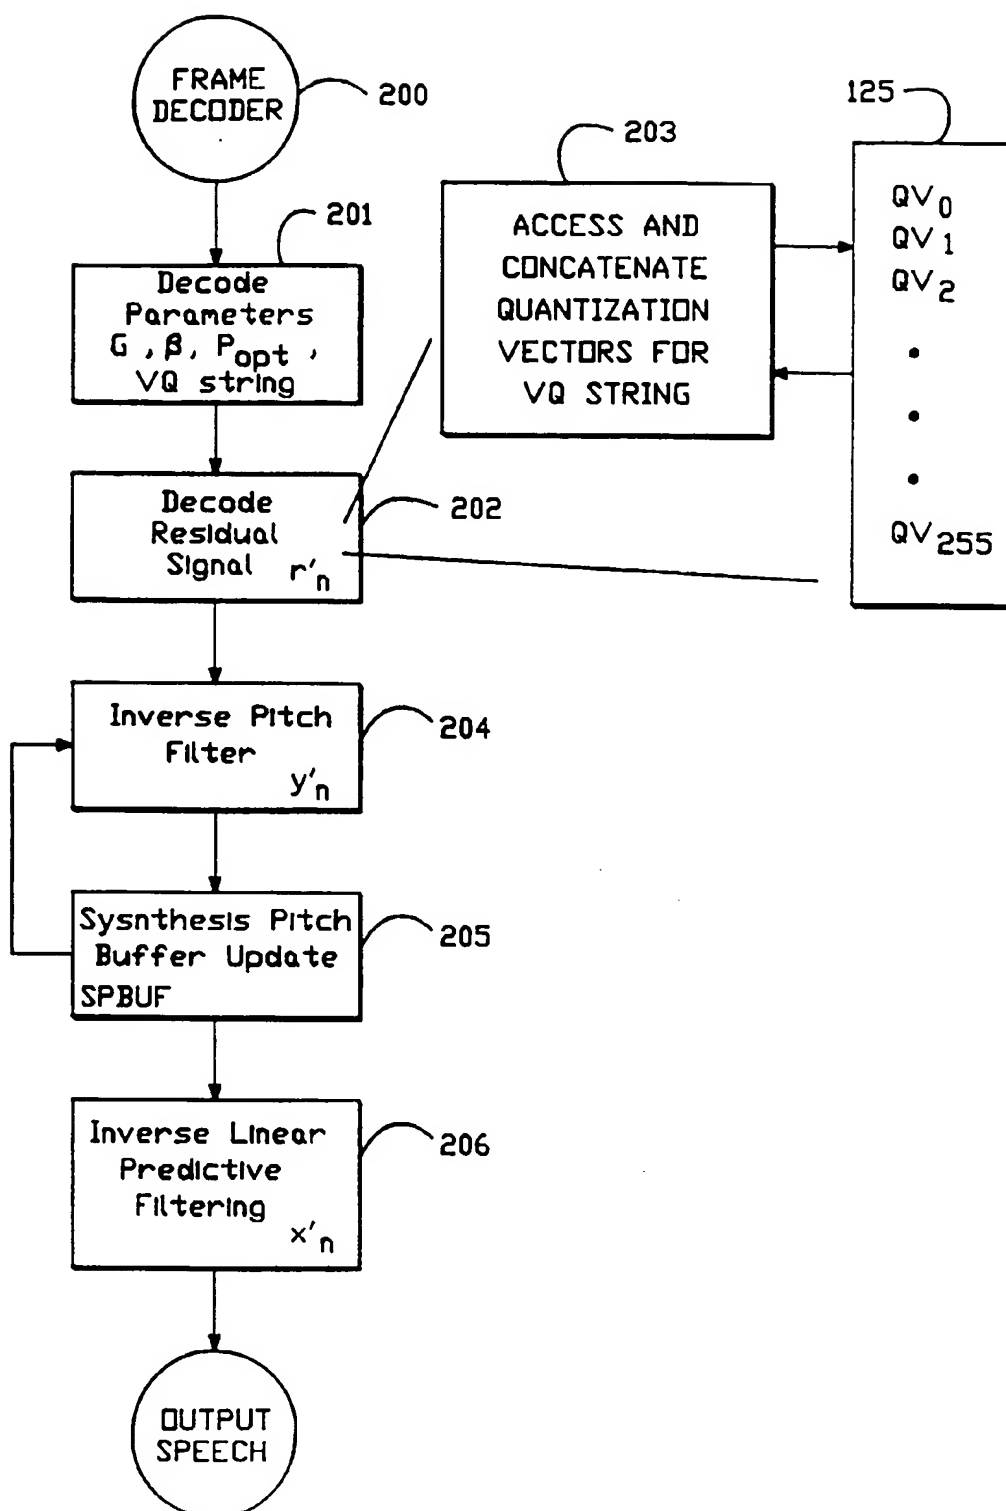 FRAME
DECODER
200
201
Decode
Parameters
G , β, Popt ,
VQ string
203
125
ACCESS AND
CONCATENATE
QUANTIZATION
VECTORS FOR
VQ STRING
QV0
QV1
QV2
QV255
Decode
Residual
Signal r'n
202
Inverse Pitch
Filter
y'n
204
Sysnthesis Pitch
Buffer Update
SPBUF
205
Inverse Linear
Predictive
Filtering
x'n
206
OUTPUT
SPEECH